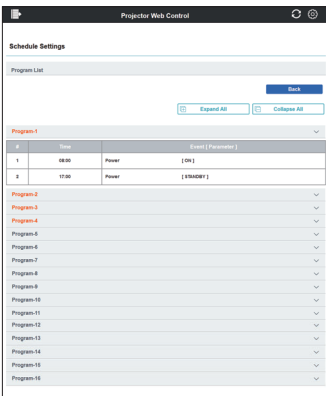 Projector Web Control
Schedule Settings
Program List
Back
Expand All Collapse All
Program-1
# Time Event [ Parameter ]
1 08:00 Power [ ON ]
2 17:00 Power [ STANDBY ]
Program-2
Program-3
Program-4
Program-5
Program-6
Program-7
Program-8
Program-9
Program-10
Program-11
Program-12
Program-13
Program-14
Program-15
Program-16